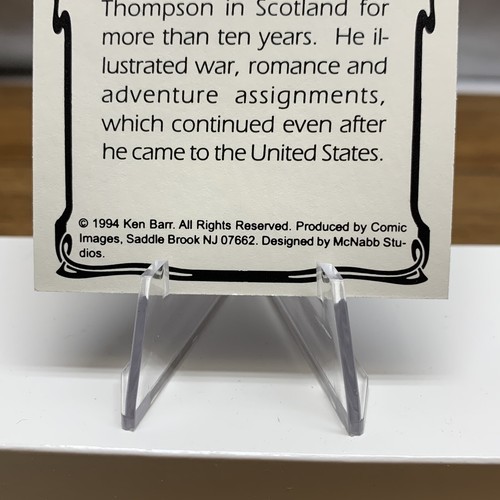 Thompson in Scotland for
more than ten years. He il-
lustrated war, romance and
adventure assignments,
which continued even after
he came to the United States.
© 1994 Ken Barr. All Rights Reserved. Produced by Comic
Images, Saddle Brook NJ 07662. Designed by McNabb Stu-
dios.